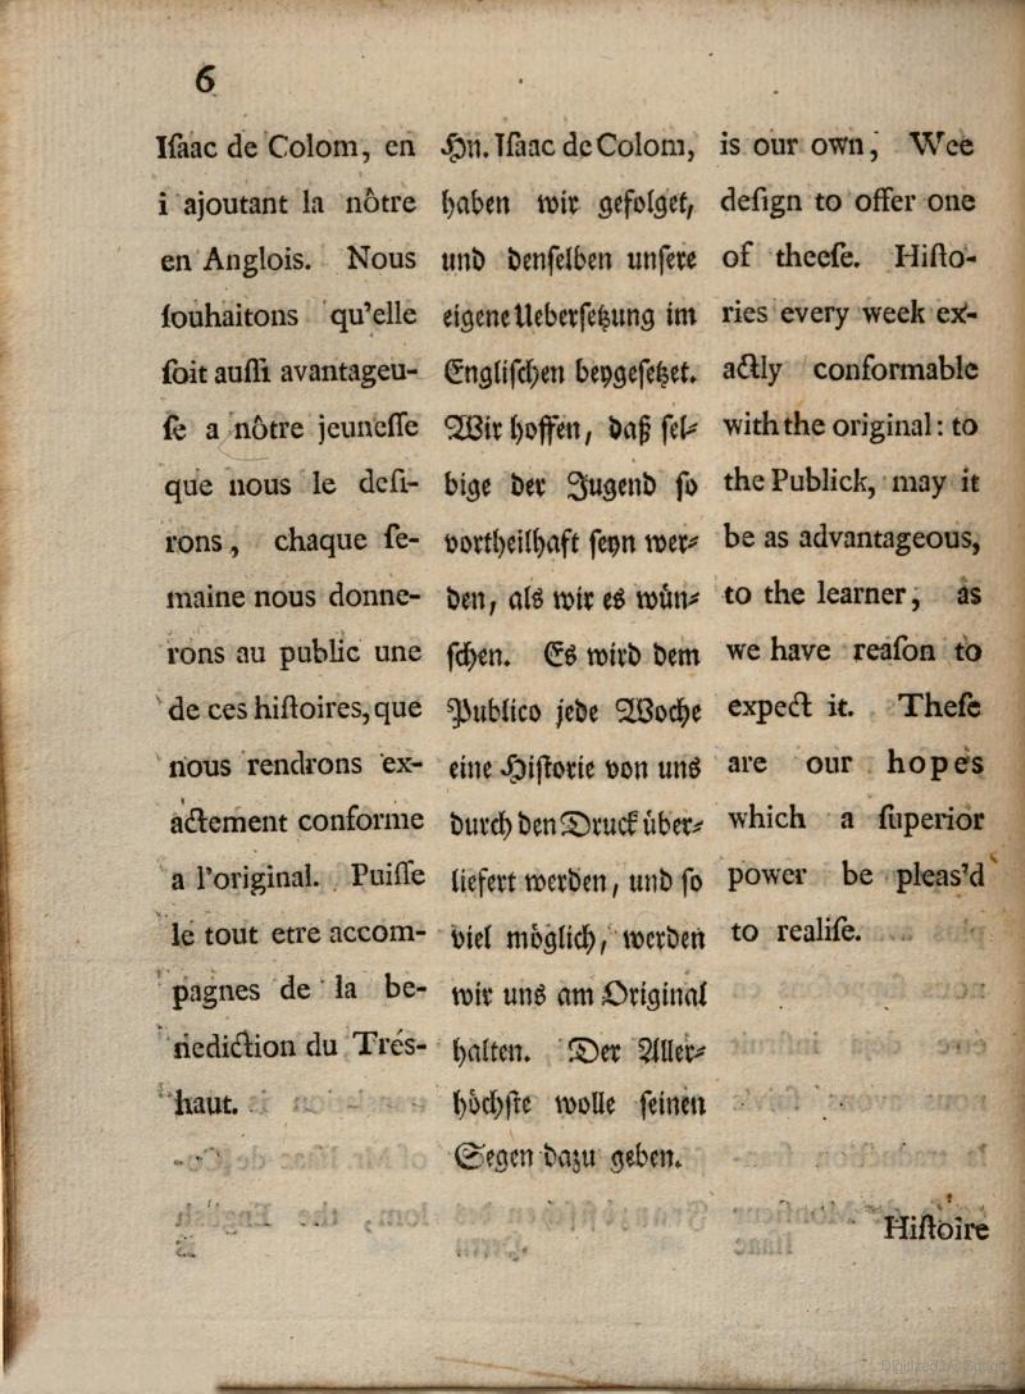 6
Iſaac de Colom, en
i ajoutant la nôtre
en Anglois. Nous
ſouhaitons qu'elle
ſoit auſſi avantageu-
ſe a nôtre jeuneſſe
que nous le deſi-
rons, chaque ſe-
maine nous donne-
rons au public une
de ces hiſtoires, que
nous rendrons ex-
actement conforme
a l'original. Puiſſe
le tout etre accom-
pagnes de la be-
nediction du Trés-
haut.
Hn. Iſaac de Colom,
haben wir gefolget,
und denſelben unſere
eigene Ueberſetzung im
Engliſchen beygeſetzet.
Wir hoffen, daß ſel-
bige der Jugend ſo
vortheilhaft ſeyn wer-
den, als wir es wün-
ſchen. Es wird dem
Publico jede Woche
eine Hiſtorie von uns
durch den Druck über-
liefert werden, und ſo
viel möglich, werden
wir uns am Original
halten. Der Aller-
höchſte wolle ſeinen
Segen dazu geben.
is our own, Wee
deſign to offer one
of theeſe. Hiſto-
ries every week ex-
actly conformable
with the original: to
the Publick, may it
be as advantageous,
to the learner, as
we have reaſon to
expect it. Theſe
are our hopes
which a ſuperior
power be pleas'd
to realiſe.
Hiſtoire